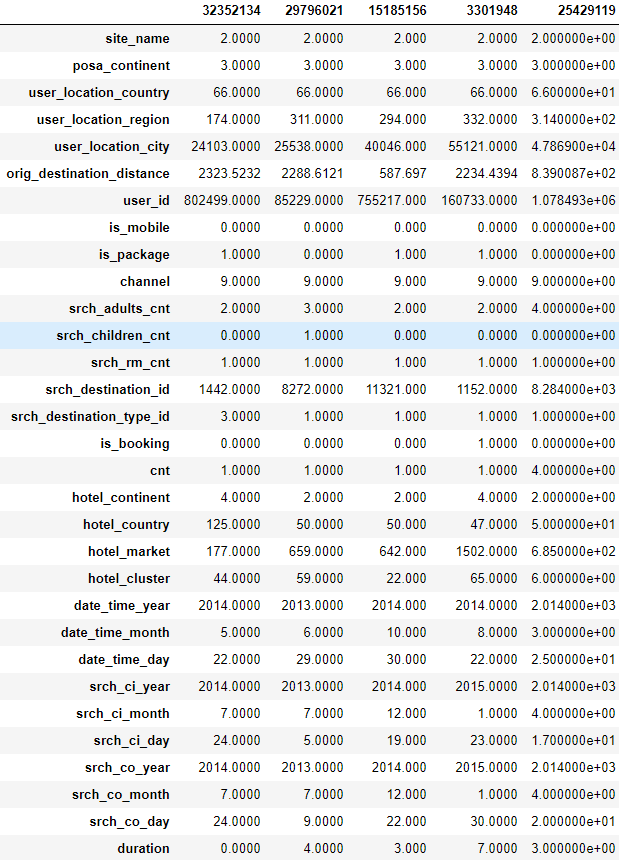 32352134 29796021 15185156 3301948 25429119
site_name 2.0000 2.0000 2.000 2.0000 2.000000e+00
posa_continent 3.0000 3.0000 3.000 3.0000 3.000000e+00
user_location_country 66.0000 66.0000 66.000 66.0000 6.600000e+01
user_location_region 174.0000 311.0000 294.000 332.0000 3.140000e+02
user_location_city 24103.0000 25538.0000 40046.000 55121.0000 4.786900e+04
orig_destination_distance 2323.5232 2288.6121 587.697 2234.4394 8.390087e+02
user_id 802499.0000 85229.0000 755217.000 160733.0000 1.078493e+06
is_mobile 0.0000 0.0000 0.000 0.0000 0.000000e+00
is_package 1.0000 0.0000 1.000 1.0000 0.000000e+00
channel 9.0000 9.0000 9.000 9.0000 9.000000e+00
srch_adults_cnt 2.0000 3.0000 2.000 2.0000 4.000000e+00
srch_children_cnt 0.0000 1.0000 0.000 0.0000 0.000000e+00
srch_rm_cnt 1.0000 1.0000 1.000 1.0000 1.000000e+00
srch_destination_id 1442.0000 8272.0000 11321.000 1152.0000 8.284000e+03
srch_destination_type_id 3.0000 1.0000 1.000 1.0000 1.000000e+00
is_booking 0.0000 0.0000 0.000 1.0000 0.000000e+00
cnt 1.0000 1.0000 1.000 1.0000 4.000000e+00
hotel_continent 4.0000 2.0000 2.000 4.0000 2.000000e+00
hotel_country 125.0000 50.0000 50.000 47.0000 5.000000e+01
hotel_market 177.0000 659.0000 642.000 1502.0000 6.850000e+02
hotel_cluster 44.0000 59.0000 22.000 65.0000 6.000000e+00
date_time_year 2014.0000 2013.0000 2014.000 2014.0000 2.014000e+03
date_time_month 5.0000 6.0000 10.000 8.0000 3.000000e+00
date_time_day 22.0000 29.0000 30.000 22.0000 2.500000e+01
srch_ci_year 2014.0000 2013.0000 2014.000 2015.0000 2.014000e+03
srch_ci_month 7.0000 7.0000 12.000 1.0000 4.000000e+00
srch_ci_day 24.0000 5.0000 19.000 23.0000 1.700000e+01
srch_co_year 2014.0000 2013.0000 2014.000 2015.0000 2.014000e+03
srch_co_month 7.0000 7.0000 12.000 1.0000 4.000000e+00
srch_co_day 24.0000 9.0000 22.000 30.0000 2.000000e+01
duration 0.0000 4.0000 3.000 7.0000 3.000000e+00